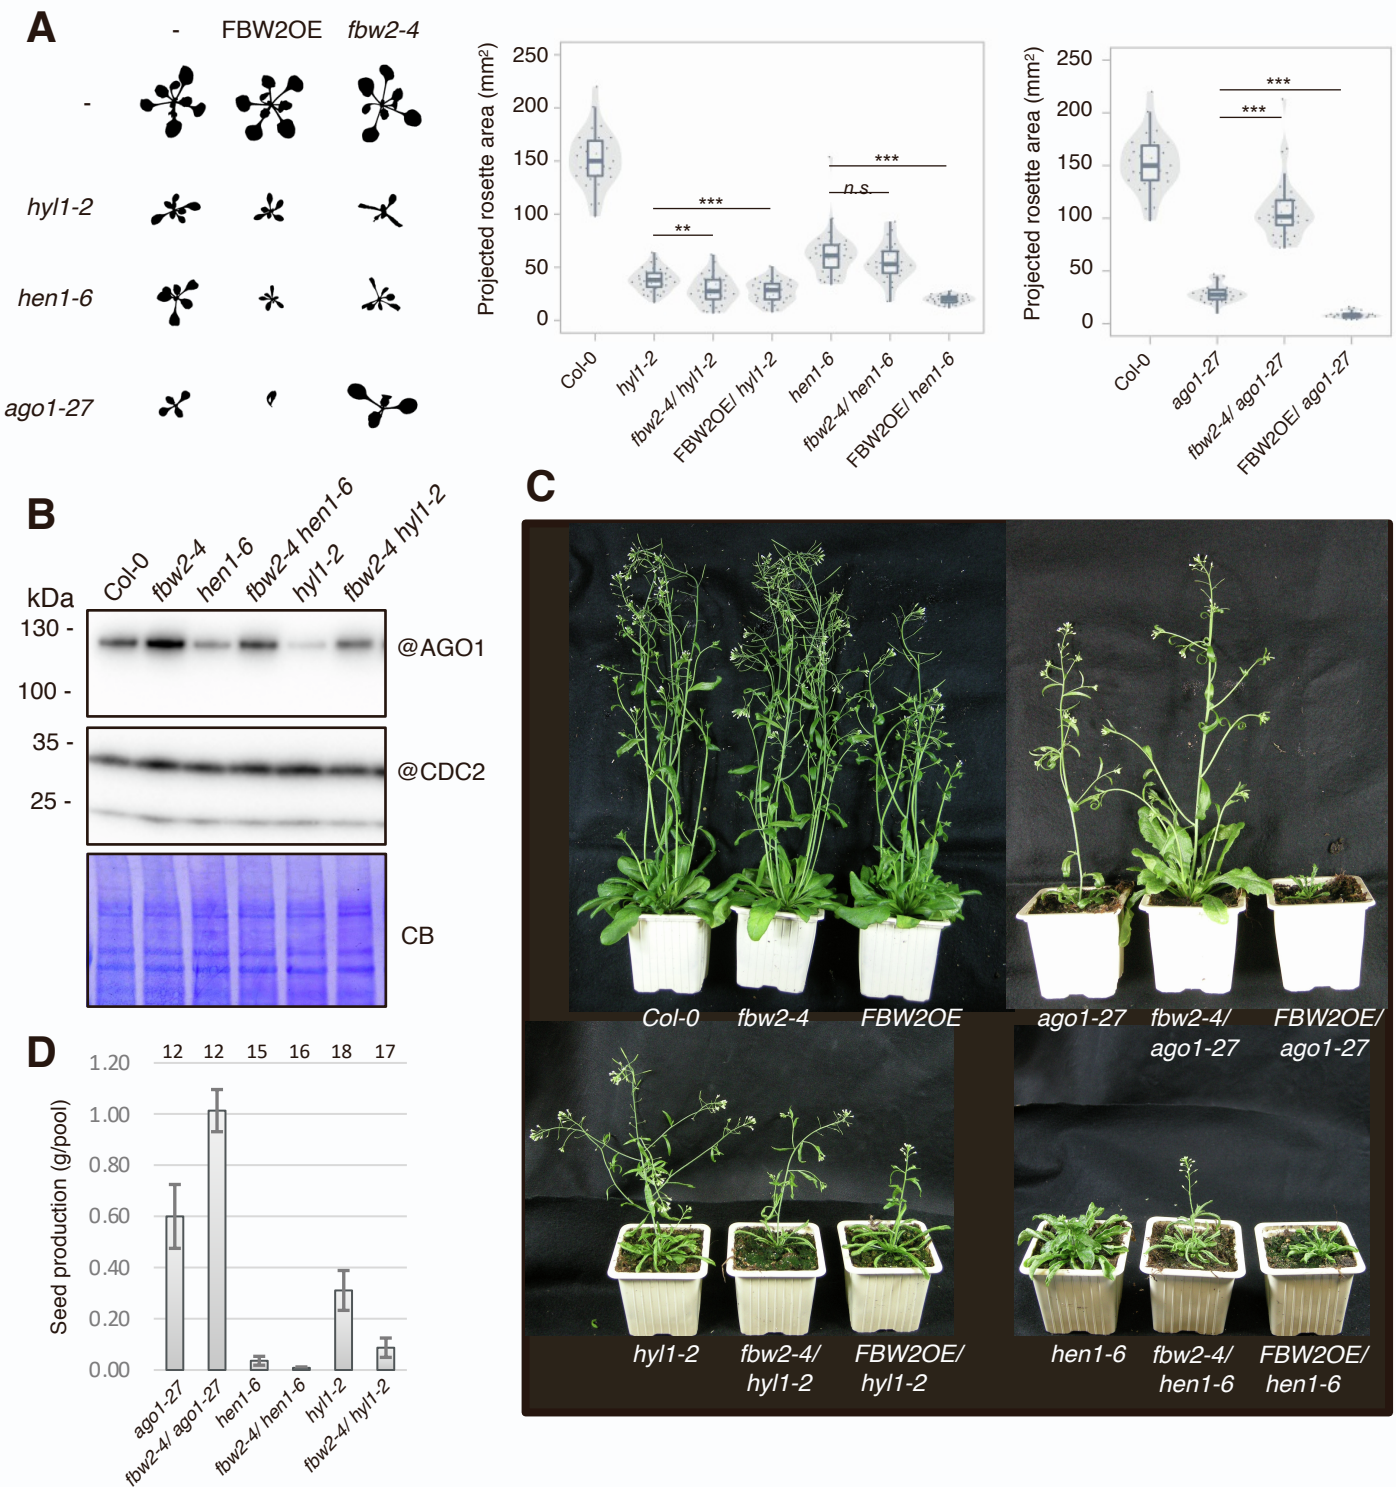 A
- FBW2OE fbw2-4
-
hyl1-2
hen1-6
ago1-27
Projected rosette area (mm²)
250
200
150
100
50
0
***
**
***
n.s.
Col-0
hyl1-2
fbw2-4/ hyl1-2
FBW2OE/ hyl1-2
hen1-6
fbw2-4/ hen1-6
FBW2OE/ hen1-6
Projected rosette area (mm²)
250
200
150
100
50
0
***
***
Col-0
ago1-27
fbw2-4/ ago1-27
FBW2OE/ ago1-27
B
Col-0
fbw2-4
hen1-6
fbw2-4 hen1-6
hyl1-2
fbw2-4 hyl1-2
kDa
130 -
100 -
@AGO1
35 -
25 -
@CDC2
CB
C
Col-0 fbw2-4 FBW2OE
ago1-27 fbw2-4/ ago1-27 FBW2OE/ ago1-27
hyl1-2 fbw2-4/ hyl1-2 FBW2OE/ hyl1-2
hen1-6 fbw2-4/ hen1-6 FBW2OE/ hen1-6
D
Seed production (g/pool)
12 12 15 16 18 17
1.20
1.00
0.80
0.60
0.40
0.20
0.00
ago1-27
fbw2-4/ ago1-27
hen1-6
fbw2-4/ hen1-6
hyl1-2
fbw2-4/ hyl1-2